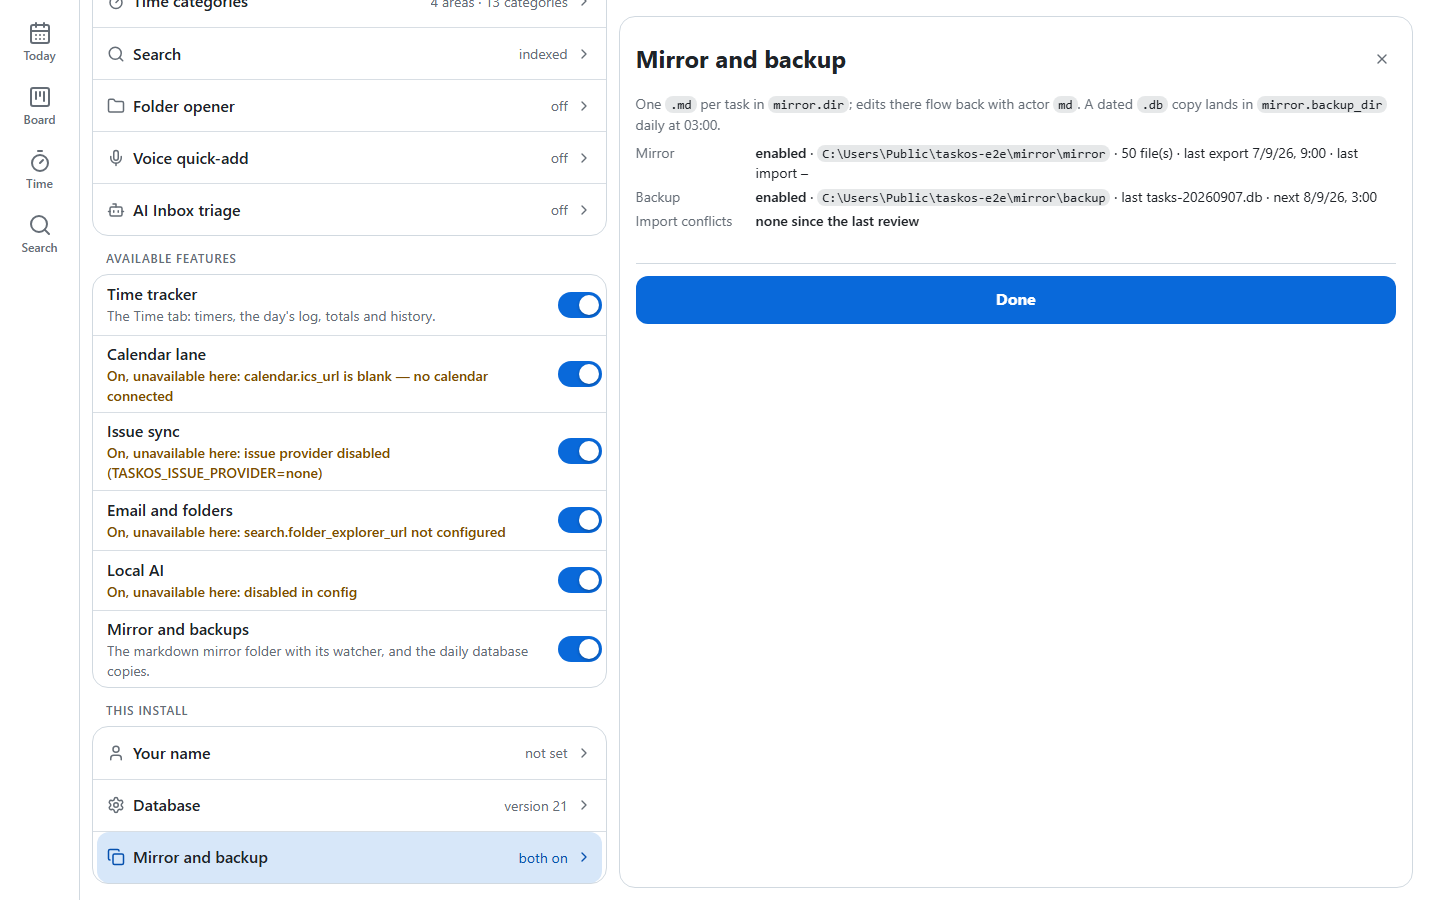 Today
Board
Time
Search
Time categories
4 areas · 13 categories
Search
indexed
Folder opener
off
Voice quick-add
off
AI Inbox triage
off
AVAILABLE FEATURES
Time tracker
The Time tab: timers, the day's log, totals and history.
Calendar lane
On, unavailable here: calendar.ics_url is blank — no calendar
connected
Issue sync
On, unavailable here: issue provider disabled
(TASKOS_ISSUE_PROVIDER=none)
Email and folders
On, unavailable here: search.folder_explorer_url not configured
Local AI
On, unavailable here: disabled in config
Mirror and backups
The markdown mirror folder with its watcher, and the daily database
copies.
THIS INSTALL
Your name
not set
Database
version 21
Mirror and backup
both on
Mirror and backup
One .md per task in mirror.dir; edits there flow back with actor md. A dated .db copy lands in mirror.backup_dir
daily at 03:00.
Mirror
enabled · C:\Users\Public\taskos-e2e\mirror\mirror · 50 file(s) · last export 7/9/26, 9:00 · last
import –
Backup
enabled · C:\Users\Public\taskos-e2e\mirror\backup · last tasks-20260907.db · next 8/9/26, 3:00
Import conflicts
none since the last review
Done